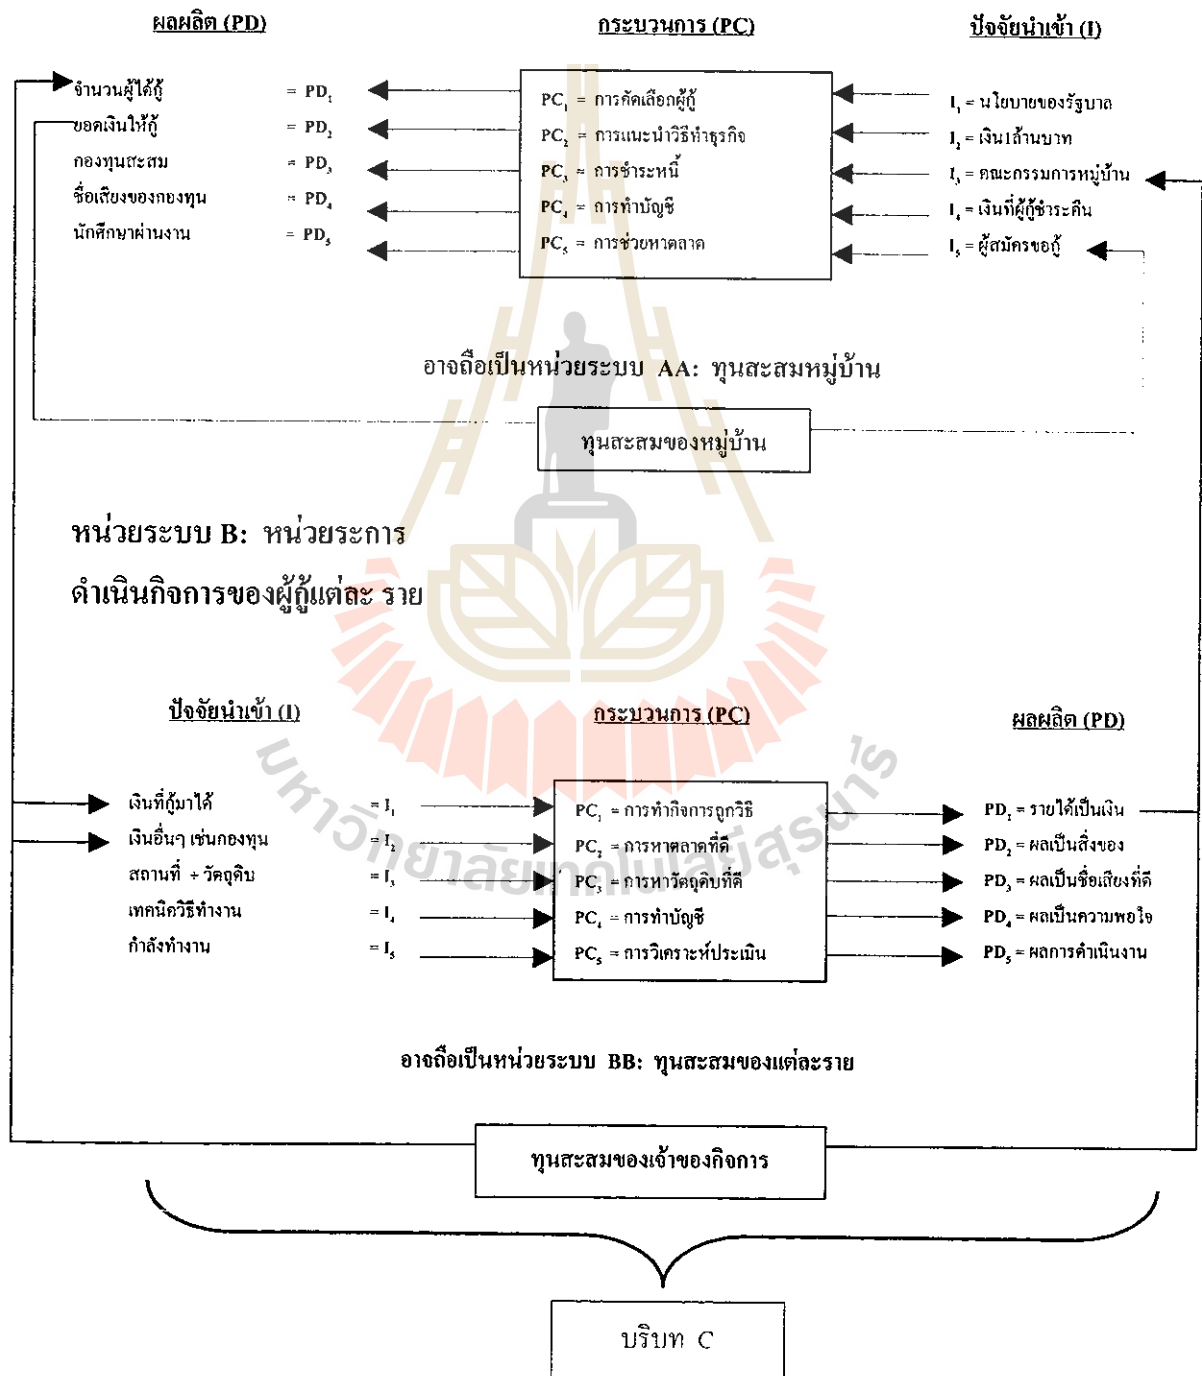 ผลผลิต (PD) กระบวนการ (PC) ปัจจัยนำเข้า (I)
จำนวนผู้ได้กู้ = PD₁ PC₁ = การคัดเลือกผู้กู้ I₁ = นโยบายของรัฐบาล
ยอดเงินให้กู้ = PD₂ PC₂ = การแนะนำวิธีทำธุรกิจ I₂ = เงิน1ล้านบาท
กองทุนสะสม = PD₃ PC₃ = การชำระหนี้ I₃ = คณะกรรมการหมู่บ้าน
ชื่อเสียงของกองทุน = PD₄ PC₄ = การทำบัญชี I₄ = เงินที่ผู้กู้ชำระคืน
นักศึกษาผ่านงาน = PD₅ PC₅ = การช่วยหาตลาด I₅ = ผู้สมัครขอกู้
อาจถือเป็นหน่วยระบบ AA: ทุนสะสมหมู่บ้าน
ทุนสะสมของหมู่บ้าน
หน่วยระบบ B: หน่วยระการ
ดำเนินกิจการของผู้กู้แต่ละ ราย
ปัจจัยนำเข้า (I) กระบวนการ (PC) ผลผลิต (PD)
เงินที่กู้มาได้ = I₁ PC₁ = การทำกิจการถูกวิธี PD₁ = รายได้เป็นเงิน
เงินอื่นๆ เช่นกองทุน = I₂ PC₂ = การหาตลาดที่ดี PD₂ = ผลเป็นสิ่งของ
สถานที่ + วัตถุดิบ = I₃ PC₃ = การหาวัตถุดิบที่ดี PD₃ = ผลเป็นชื่อเสียงที่ดี
เทคนิควิธีทำงาน = I₄ PC₄ = การทำบัญชี PD₄ = ผลเป็นความพอใจ
กำลังทำงาน = I₅ PC₅ = การวิเคราะห์ประเมิน PD₅ = ผลการดำเนินงาน
มหาวิทยาลัยเทคโนโลยีสุรนารี
อาจถือเป็นหน่วยระบบ BB: ทุนสะสมของแต่ละราย
ทุนสะสมของเจ้าของกิจการ
บริบท C